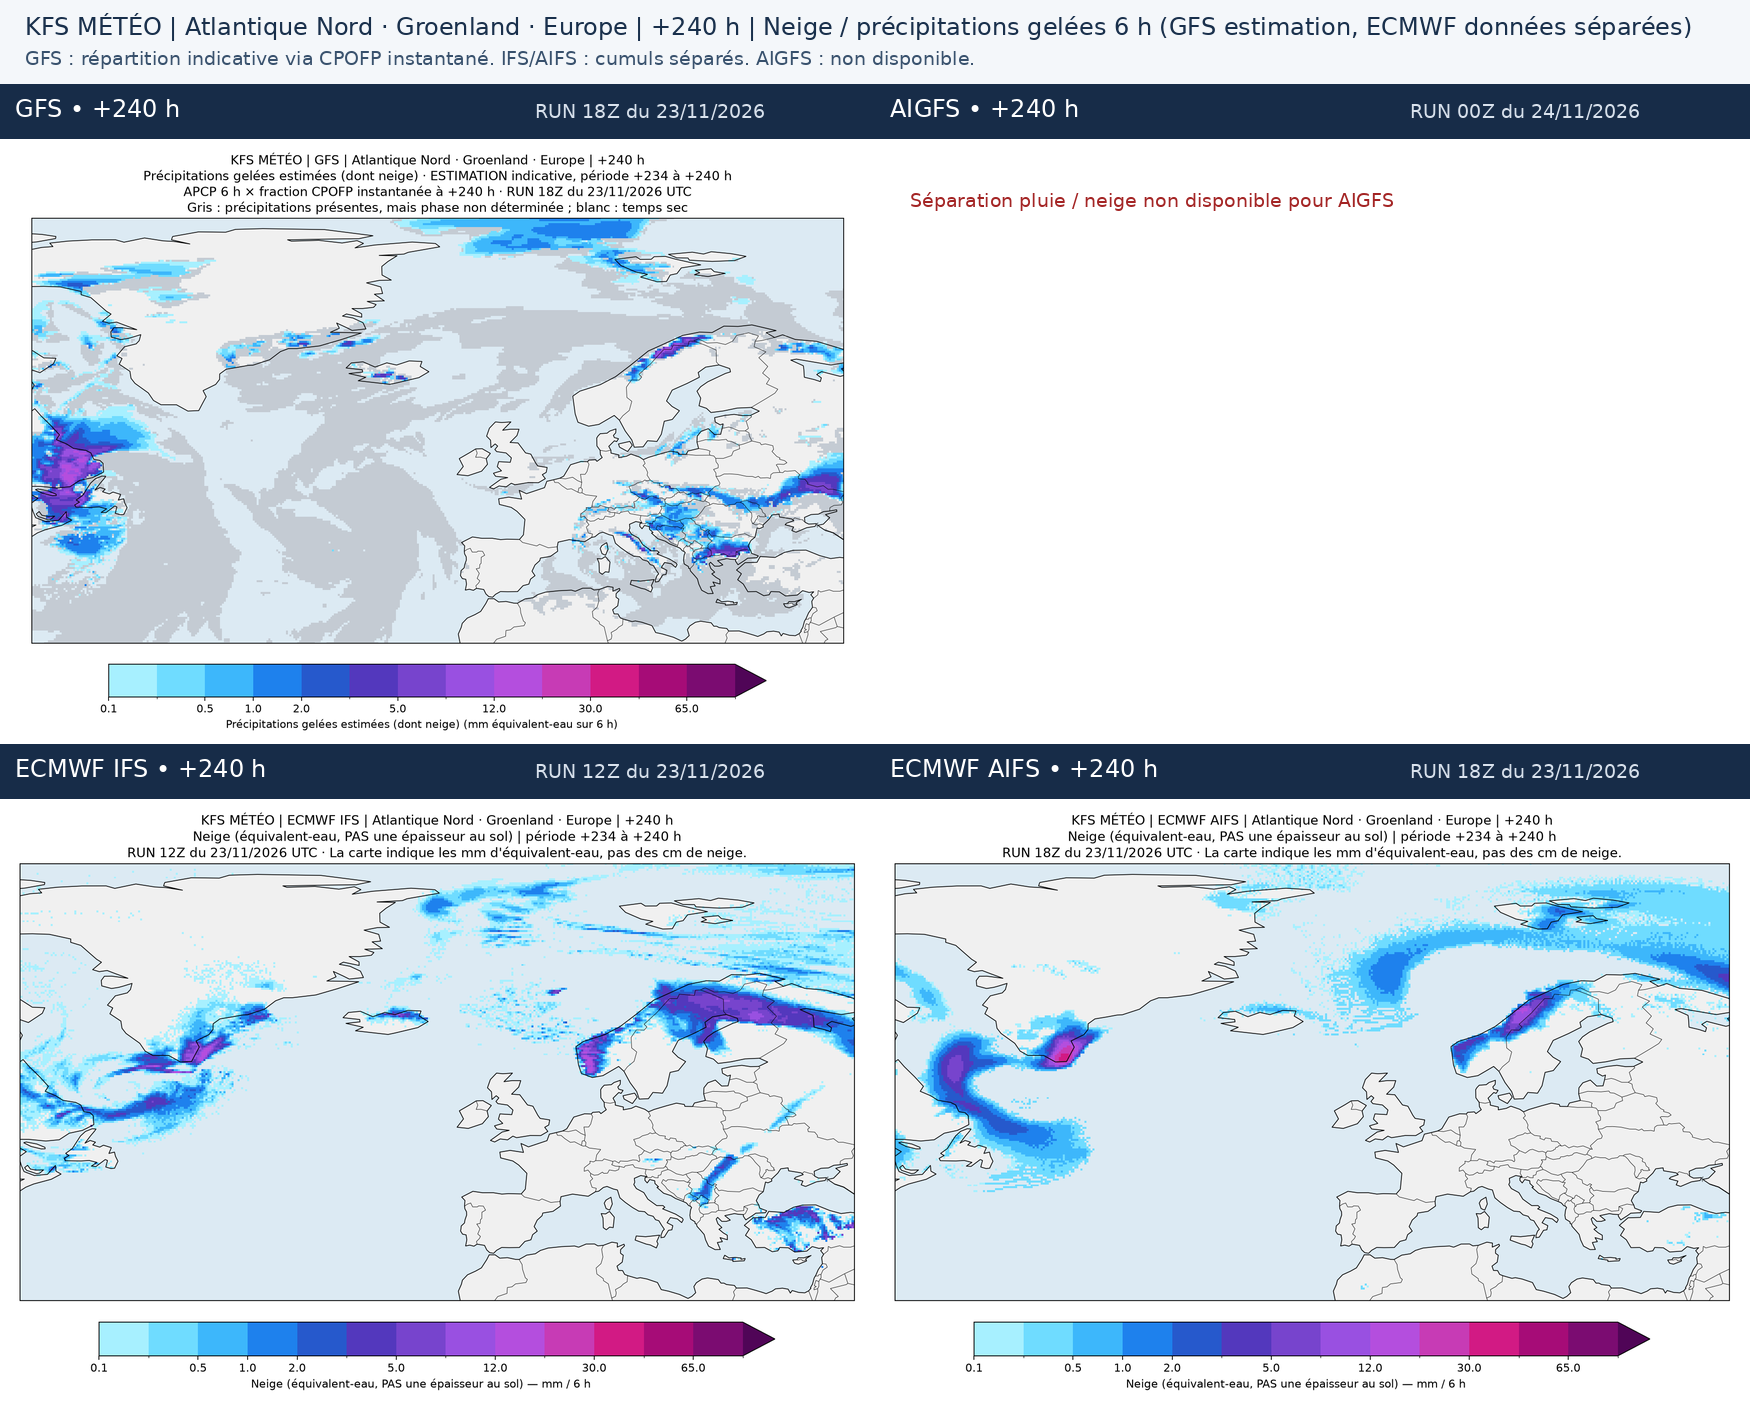 KFS MÉTÉO | Atlantique Nord · Groenland · Europe | +240 h | Neige / précipitations gelées 6 h (GFS estimation, ECMWF données séparées)
GFS : répartition indicative via CPOFP instantané. IFS/AIFS : cumuls séparés. AIGFS : non disponible.
GFS • +240 h
RUN 18Z du 23/11/2026
AIGFS • +240 h
RUN 00Z du 24/11/2026
KFS MÉTÉO | GFS | Atlantique Nord · Groenland · Europe | +240 h
Précipitations gelées estimées (dont neige) · ESTIMATION indicative, période +234 à +240 h
APCP 6 h × fraction CPOFP instantanée à +240 h · RUN 18Z du 23/11/2026 UTC
Gris : précipitations présentes, mais phase non déterminée ; blanc : temps sec
Séparation pluie / neige non disponible pour AIGFS
0.1 0.5 1.0 2.0 5.0 12.0 30.0 65.0
Précipitations gelées estimées (dont neige) (mm équivalent-eau sur 6 h)
ECMWF IFS • +240 h
RUN 12Z du 23/11/2026
ECMWF AIFS • +240 h
RUN 18Z du 23/11/2026
KFS MÉTÉO | ECMWF IFS | Atlantique Nord · Groenland · Europe | +240 h
Neige (équivalent-eau, PAS une épaisseur au sol) | période +234 à +240 h
RUN 12Z du 23/11/2026 UTC · La carte indique les mm d'équivalent-eau, pas des cm de neige.
0.1 0.5 1.0 2.0 5.0 12.0 30.0 65.0
Neige (équivalent-eau, PAS une épaisseur au sol) — mm / 6 h
KFS MÉTÉO | ECMWF AIFS | Atlantique Nord · Groenland · Europe | +240 h
Neige (équivalent-eau, PAS une épaisseur au sol) | période +234 à +240 h
RUN 18Z du 23/11/2026 UTC · La carte indique les mm d'équivalent-eau, pas des cm de neige.
0.1 0.5 1.0 2.0 5.0 12.0 30.0 65.0
Neige (équivalent-eau, PAS une épaisseur au sol) — mm / 6 h